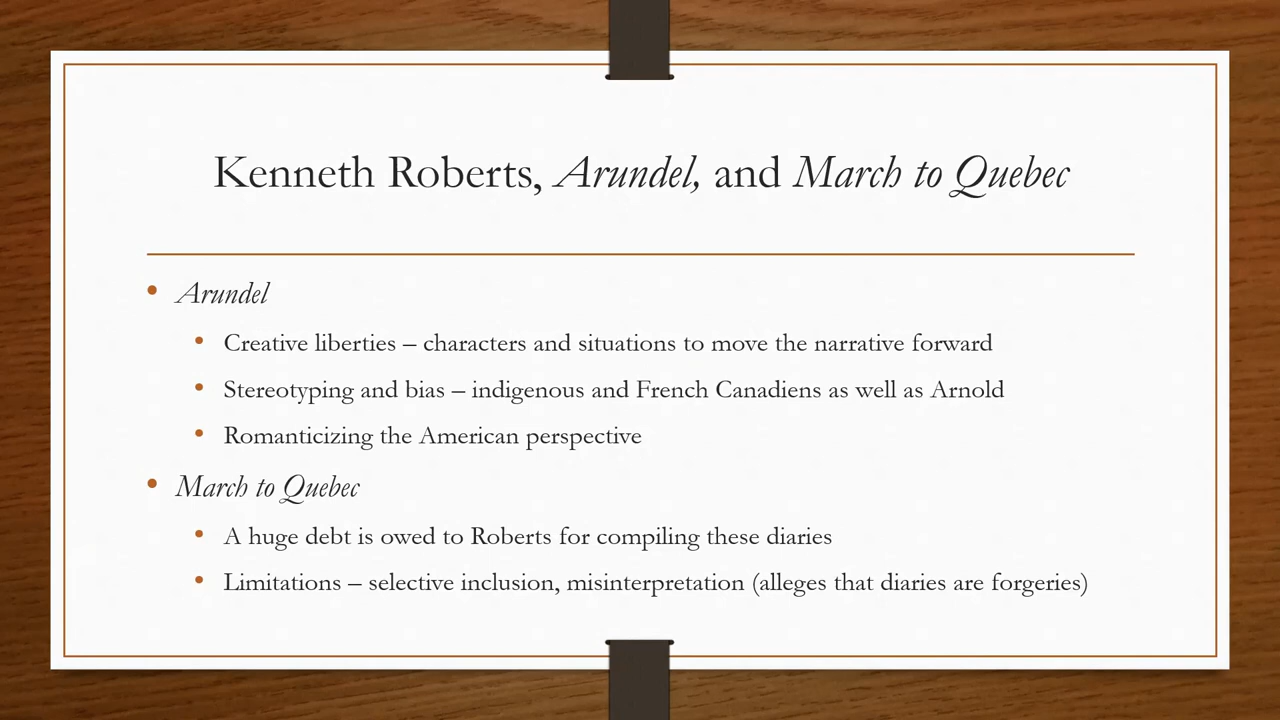 Kenneth Roberts, Arundel, and March to Quebec
• Arundel
• Creative liberties – characters and situations to move the narrative forward
• Stereotyping and bias – indigenous and French Canadiens as well as Arnold
• Romanticizing the American perspective
• March to Quebec
• A huge debt is owed to Roberts for compiling these diaries
• Limitations – selective inclusion, misinterpretation (alleges that diaries are forgeries)